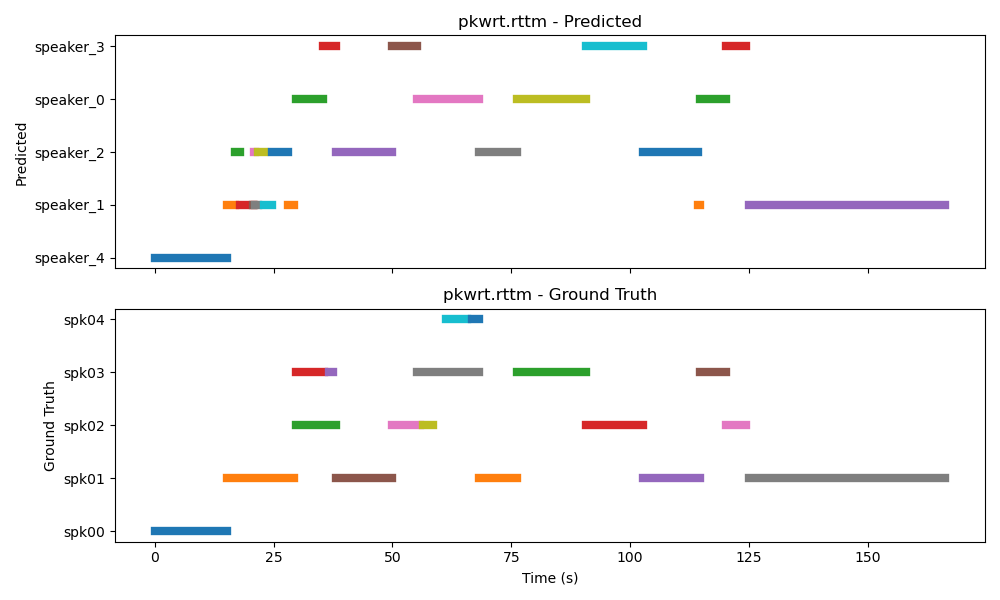 pkwrt.rttm - Predicted
speaker_3
speaker_0
speaker_2
speaker_1
speaker_4
Predicted
pkwrt.rttm - Ground Truth
spk04
spk03
spk02
spk01
spk00
Ground Truth
0 25 50 75 100 125 150
Time (s)